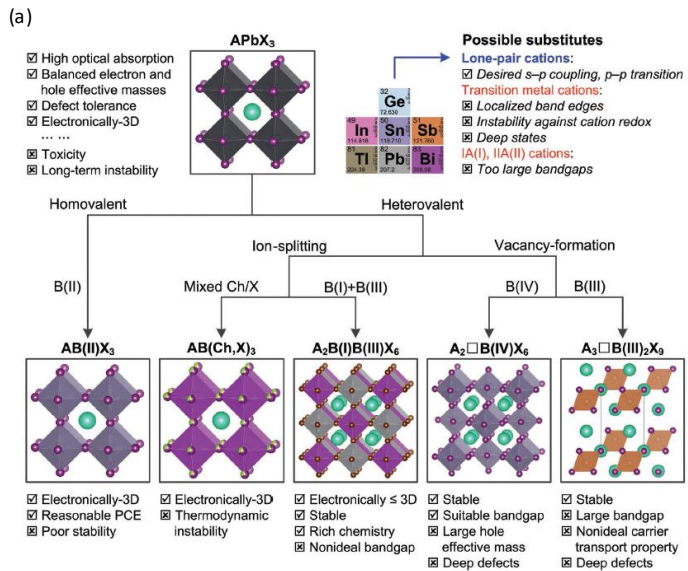 (a)
APbX₃
☑ High optical absorption
☑ Balanced electron and
hole effective masses
☑ Defect tolerance
☑ Electronically-3D
... ...
☒ Toxicity
☒ Long-term instability
Possible substitutes
Lone-pair cations:
☑ Desired s–p coupling, p–p transition
Transition metal cations:
☒ Localized band edges
☒ Instability against cation redox
☒ Deep states
IA(I), IIA(II) cations:
☒ Too large bandgaps
32
Ge
72.630
49 50 51
In Sn Sb
114.818 118.710 121.760
81 82 83
Tl Pb Bi
204.38 207.2 208.98
Homovalent
Heterovalent
Ion-splitting
Vacancy-formation
B(II)
Mixed Ch/X
B(I)+B(III)
B(IV)
B(III)
AB(II)X₃
AB(Ch,X)₃
A₂B(I)B(III)X₆
A₂□B(IV)X₆
A₃□B(III)₂X₉
☑ Electronically-3D
☑ Reasonable PCE
☒ Poor stability
☑ Electronically-3D
☒ Thermodynamic
instability
☑ Electronically ≤ 3D
☑ Stable
☑ Rich chemistry
☒ Nonideal bandgap
☑ Stable
☑ Suitable bandgap
☒ Large hole
effective mass
☒ Deep defects
☑ Stable
☒ Large bandgap
☒ Nonideal carrier
transport property
☒ Deep defects